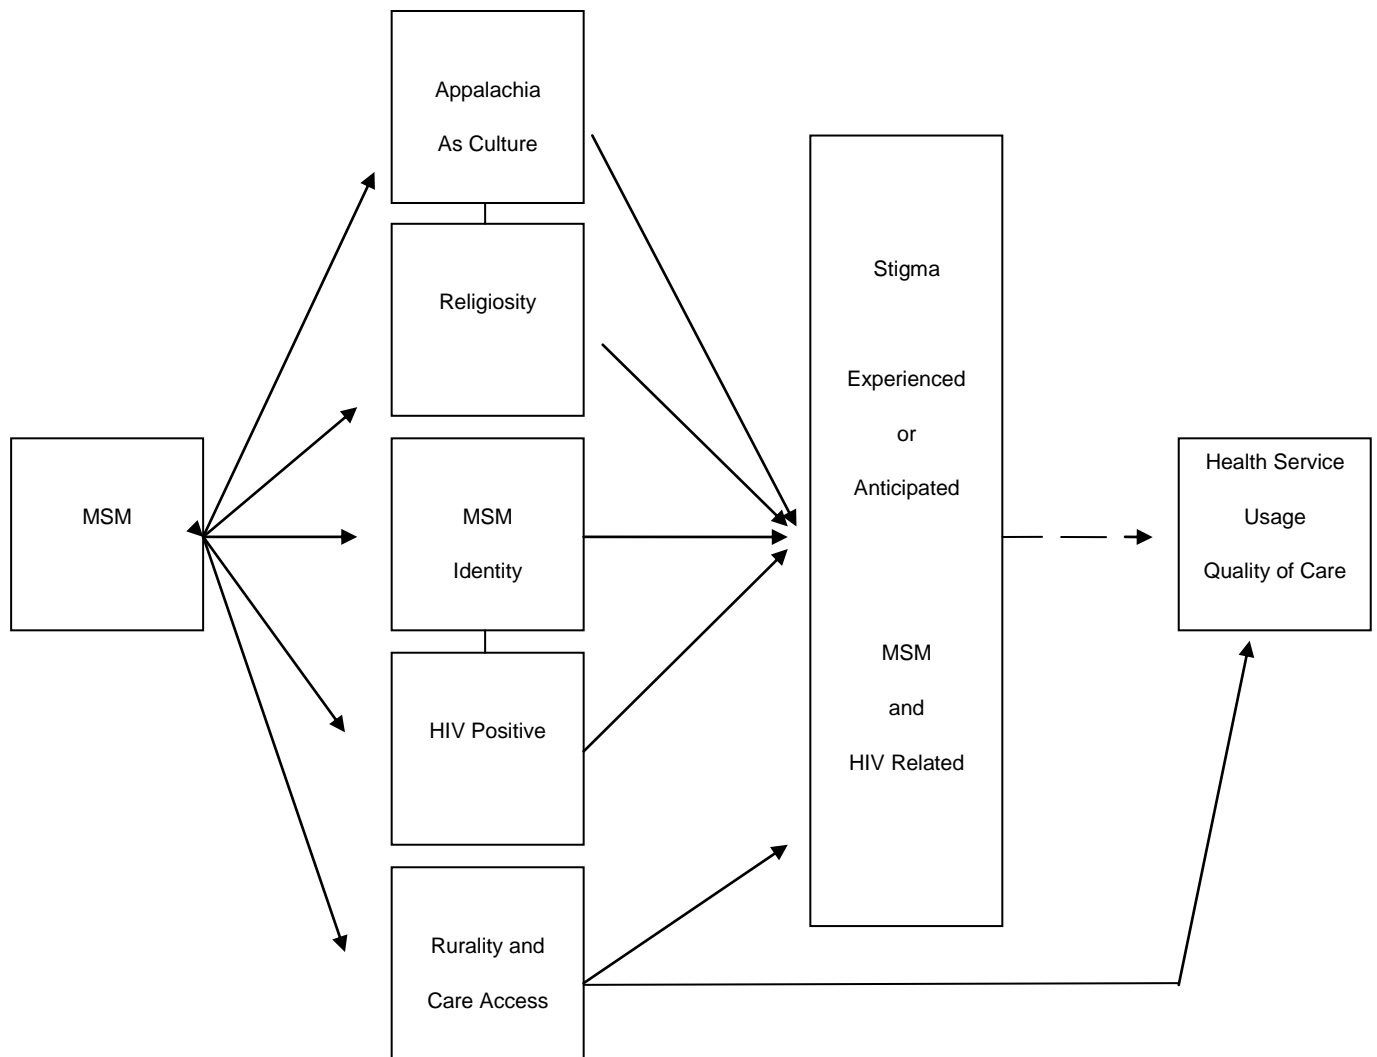 MSM
Appalachia
As Culture
Religiosity
MSM
Identity
HIV Positive
Rurality and
Care Access
Stigma
Experienced
or
Anticipated
MSM
and
HIV Related
Health Service
Usage
Quality of Care